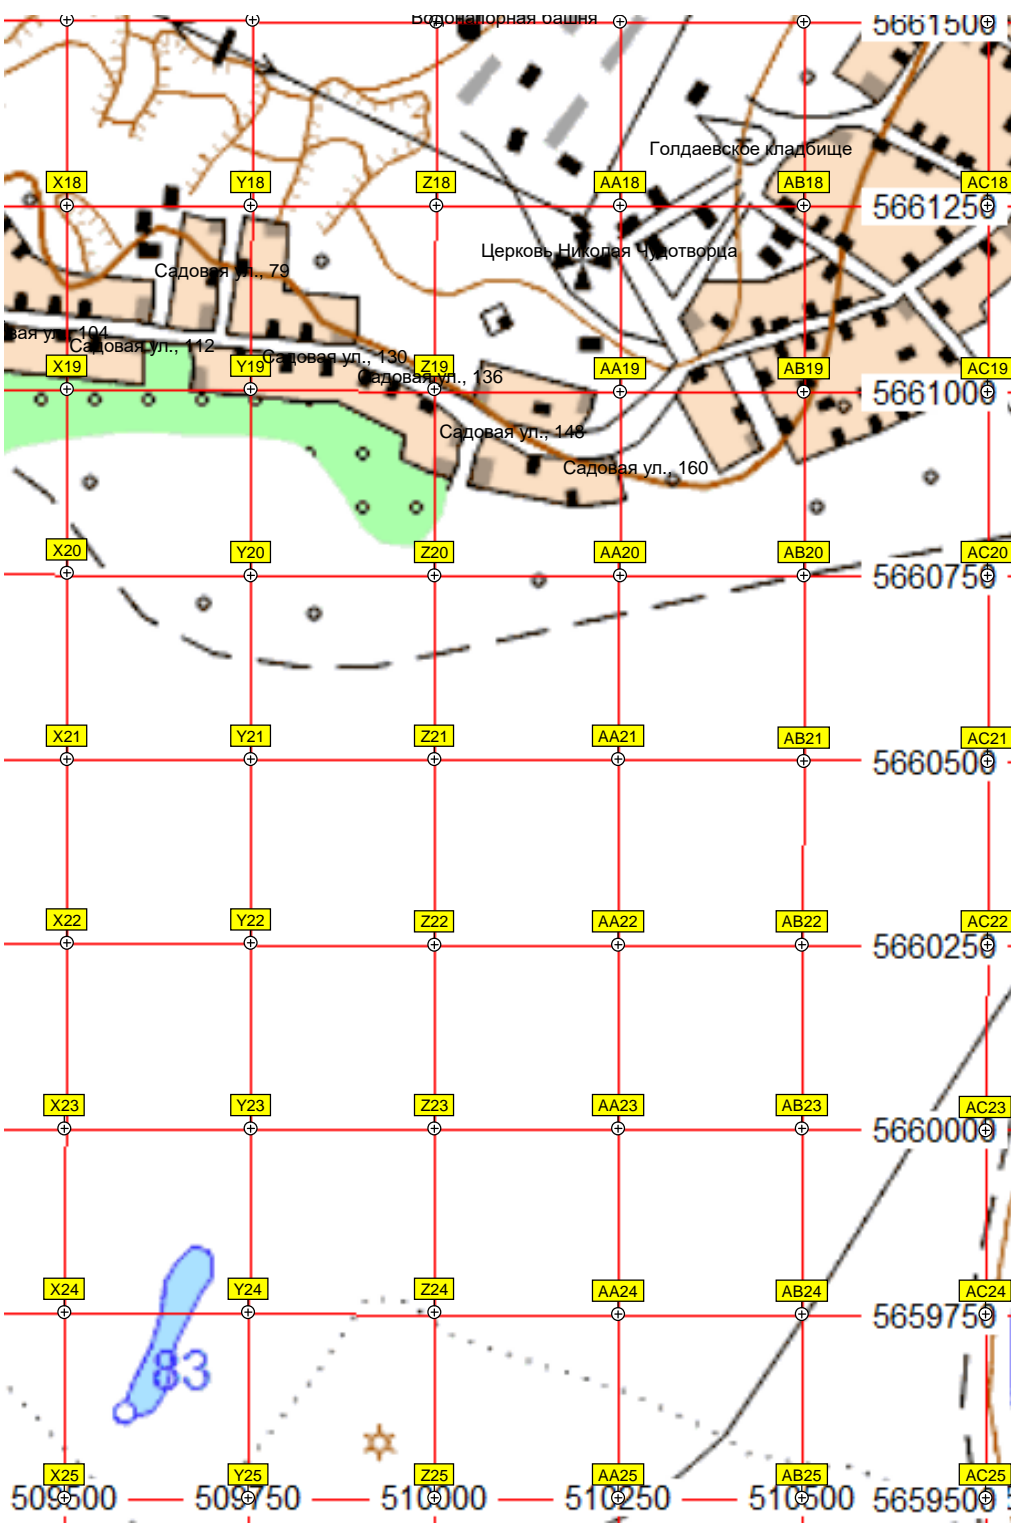 Водонапорная башня
5661500
Голдаевское кладбище
X18
Y18
Z18
AA18
AB18
AC18
5661250
Церковь Николая Чудотворца
Садовая ул., 79
вая ул., 104
Садовая ул., 112
Садовая ул., 130
X19
Y19
Z19
AA19
AB19
AC19
Садовая ул., 136
5661000
Садовая ул., 148
Садовая ул., 160
X20
Y20
Z20
AA20
AB20
AC20
5660750
X21
Y21
Z21
AA21
AB21
AC21
5660500
X22
Y22
Z22
AA22
AB22
AC22
5660250
X23
Y23
Z23
AA23
AB23
AC23
5660000
X24
Y24
Z24
AA24
AB24
AC24
5659750
83
X25
Y25
Z25
AA25
AB25
AC25
509500
509750
510000
510250
510500
5659500